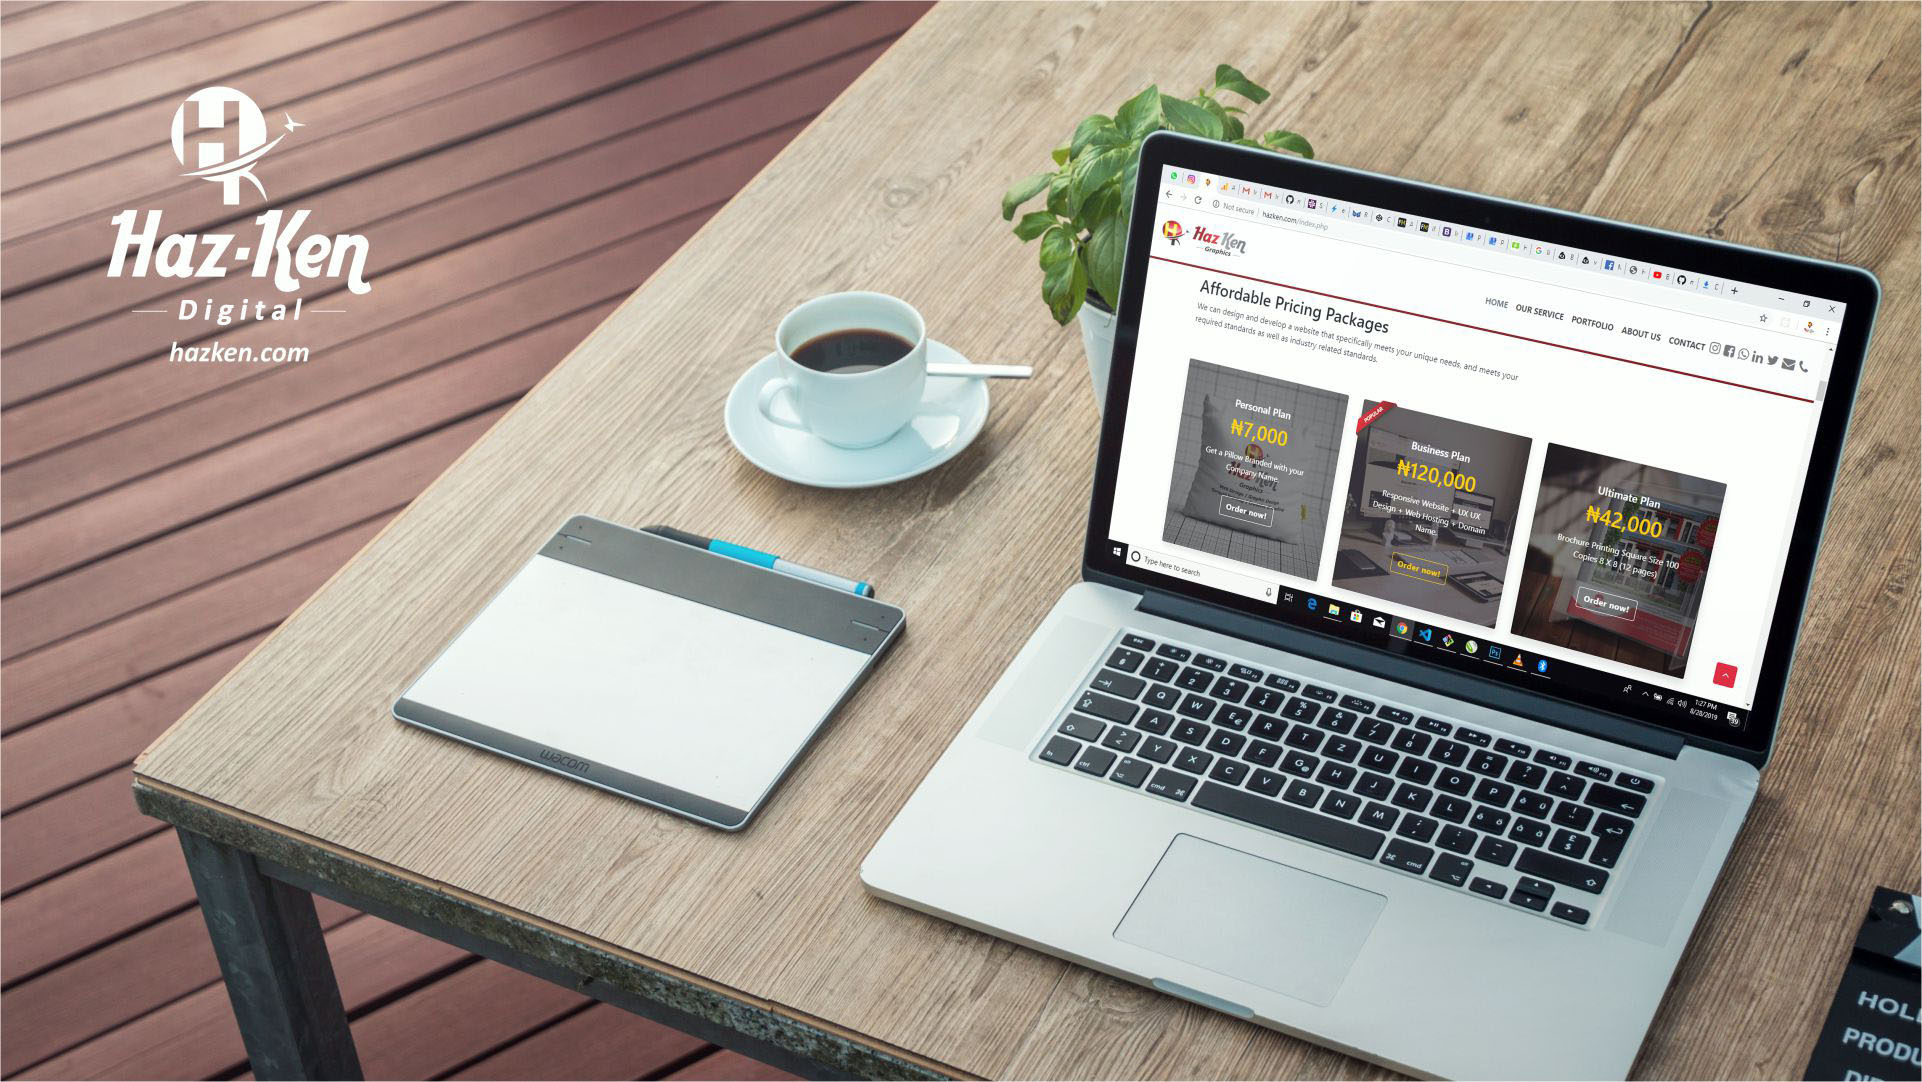 Haz-Ken
Digital
hazken.com
Not secure
hazken.com/index.php
Haz Ken
Graphics
HOME
OUR SERVICE
PORTFOLIO
ABOUT US
CONTACT
Affordable Pricing Packages
We can design and develop a website that specifically meets your unique needs, and meets your
required standards as well as industry related standards.
Personal Plan
₦7,000
Get a Pillow Branded with your
Company Name.
Order now!
POPULAR
Business Plan
₦120,000
Responsive Website + UX UX
Design + Web Hosting + Domain
Name.
Order now!
Ultimate Plan
₦42,000
Brochure Printing Square Size 100
Copies 8 X 8 (12 pages)
Order now!
Type here to search
1:27 PM
8/28/2019
wacom
Q W E R T Z U I O P
A S D F G H J K L
Y X C V B N M
HOL
PRODU